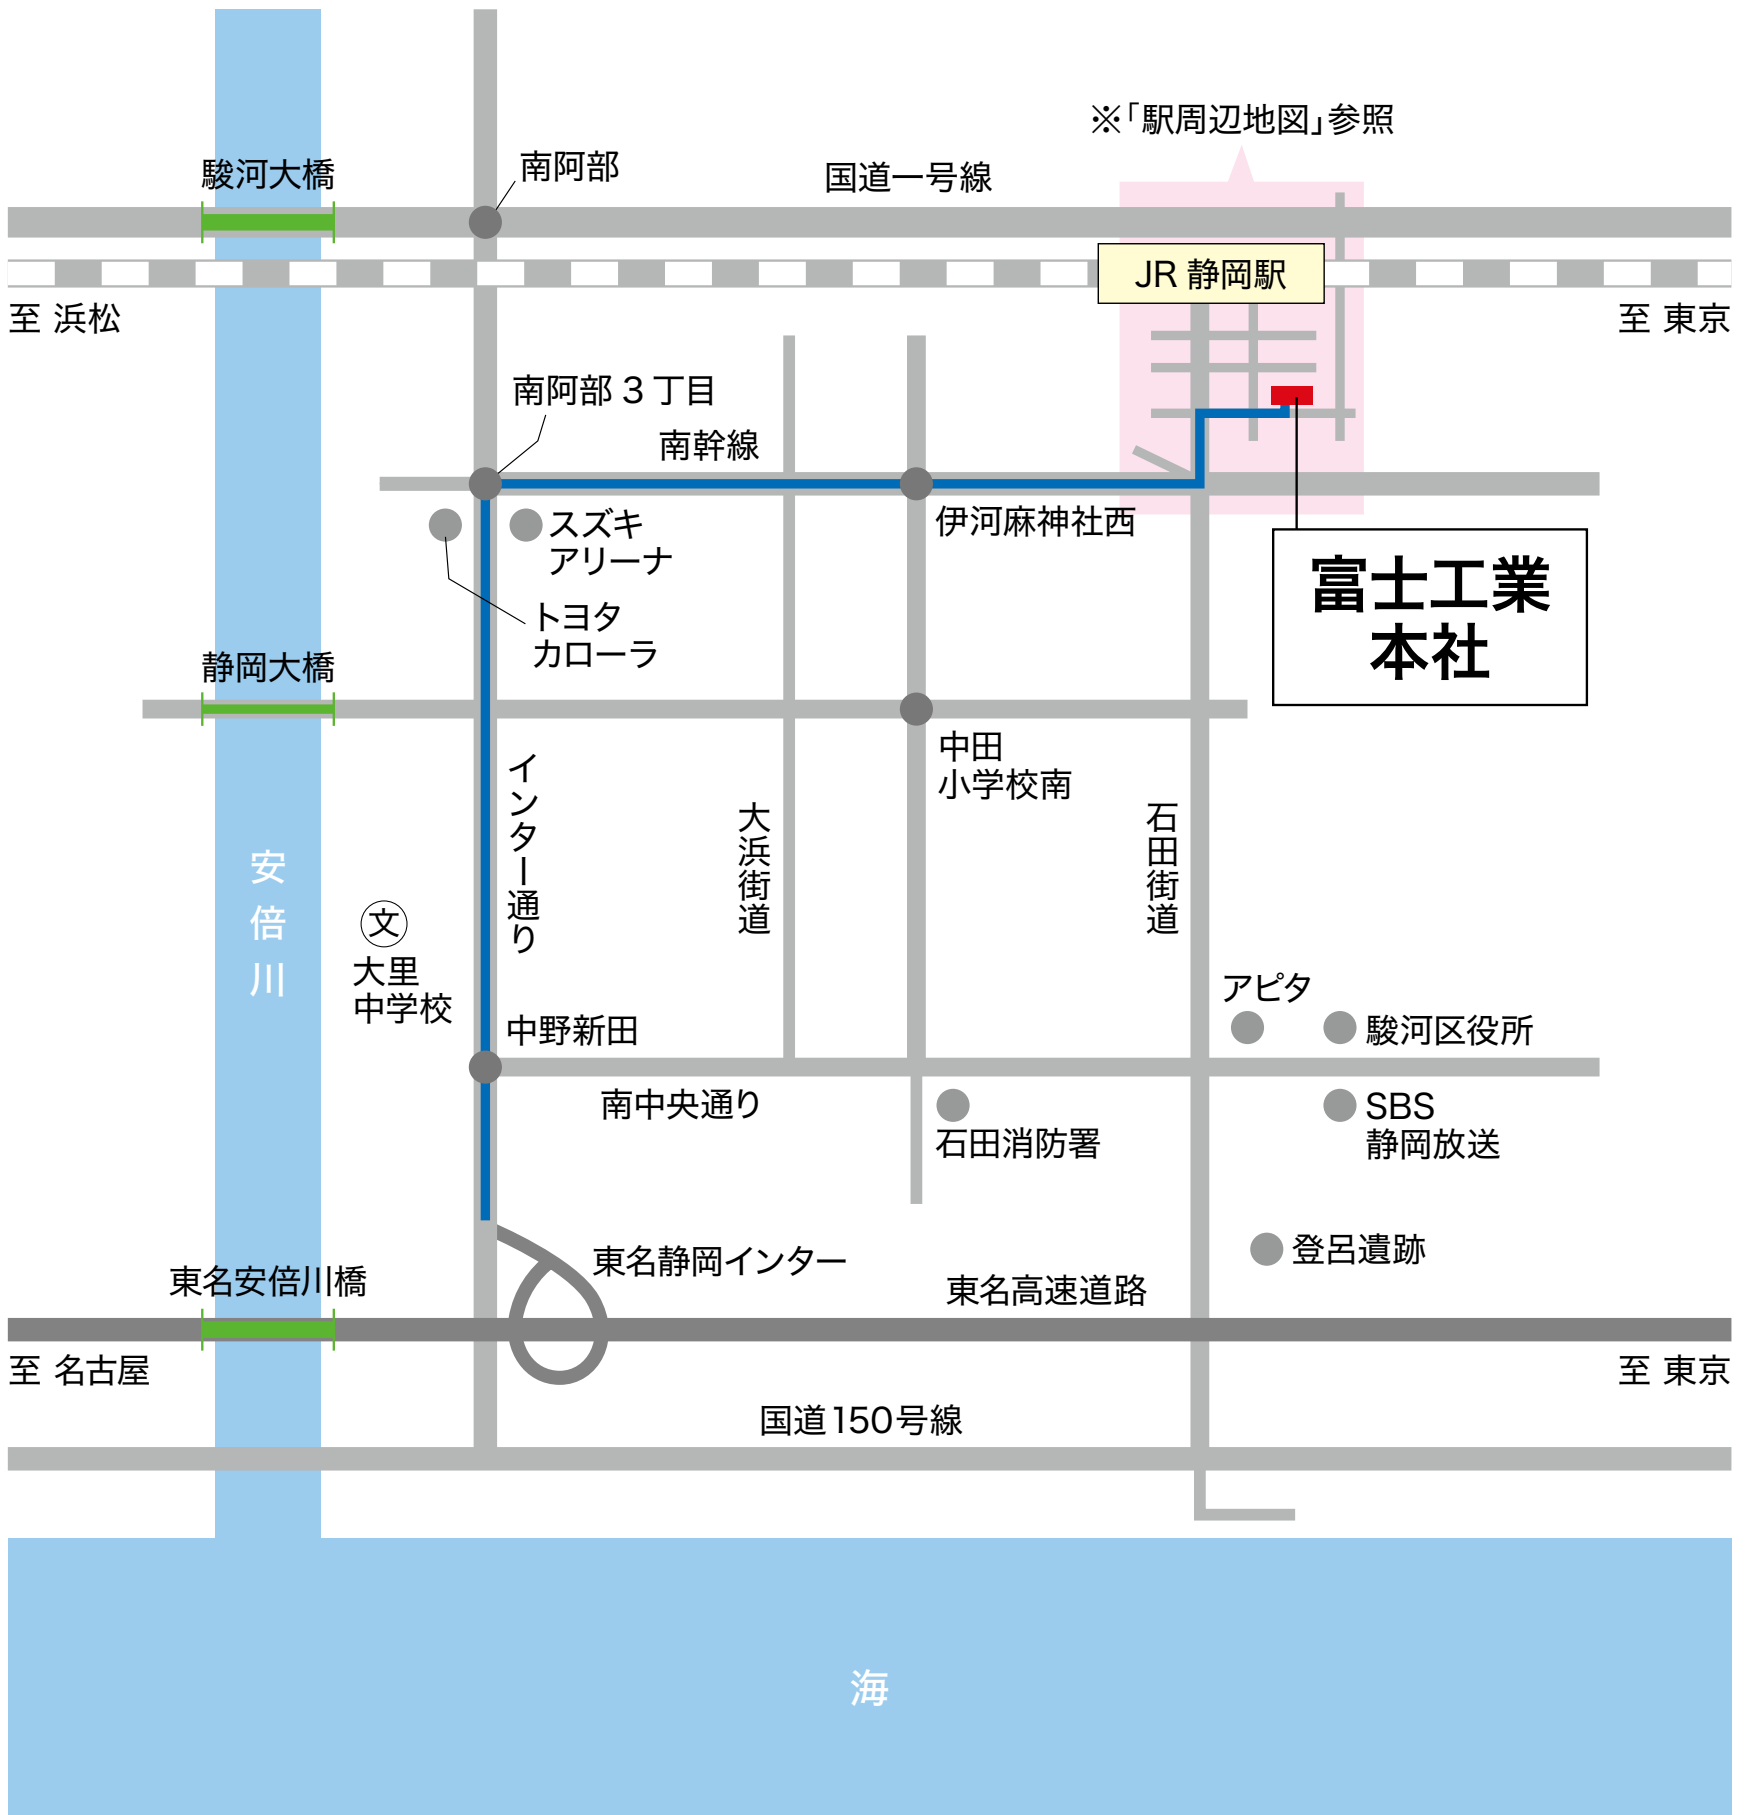 ※「駅周辺地図」参照
南阿部
駿河大橋
国道一号線
JR 静岡駅
至 浜松
至 東京
南阿部 3 丁目
南幹線
スズキ
アリーナ
伊河麻神社西
富士工業
本社
トヨタ
カローラ
静岡大橋
中田
小学校南
インター通り
大浜街道
石田街道
安倍川
文
大里
中学校
アピタ
中野新田
駿河区役所
南中央通り
SBS
静岡放送
石田消防署
東名静岡インター
登呂遺跡
東名安倍川橋
東名高速道路
至 名古屋
至 東京
国道150号線
海